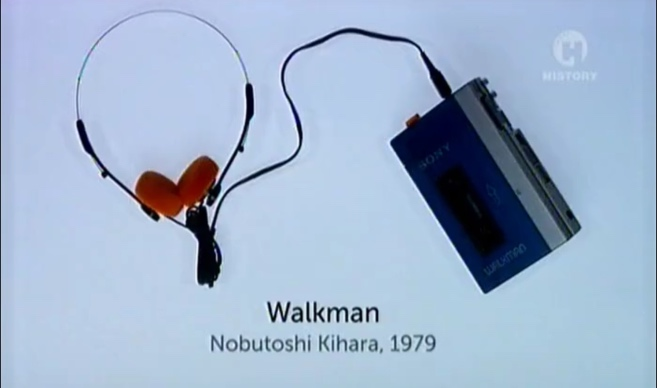 H
HISTORY
SONY
WALKMAN
Walkman
Nobutoshi Kihara, 1979